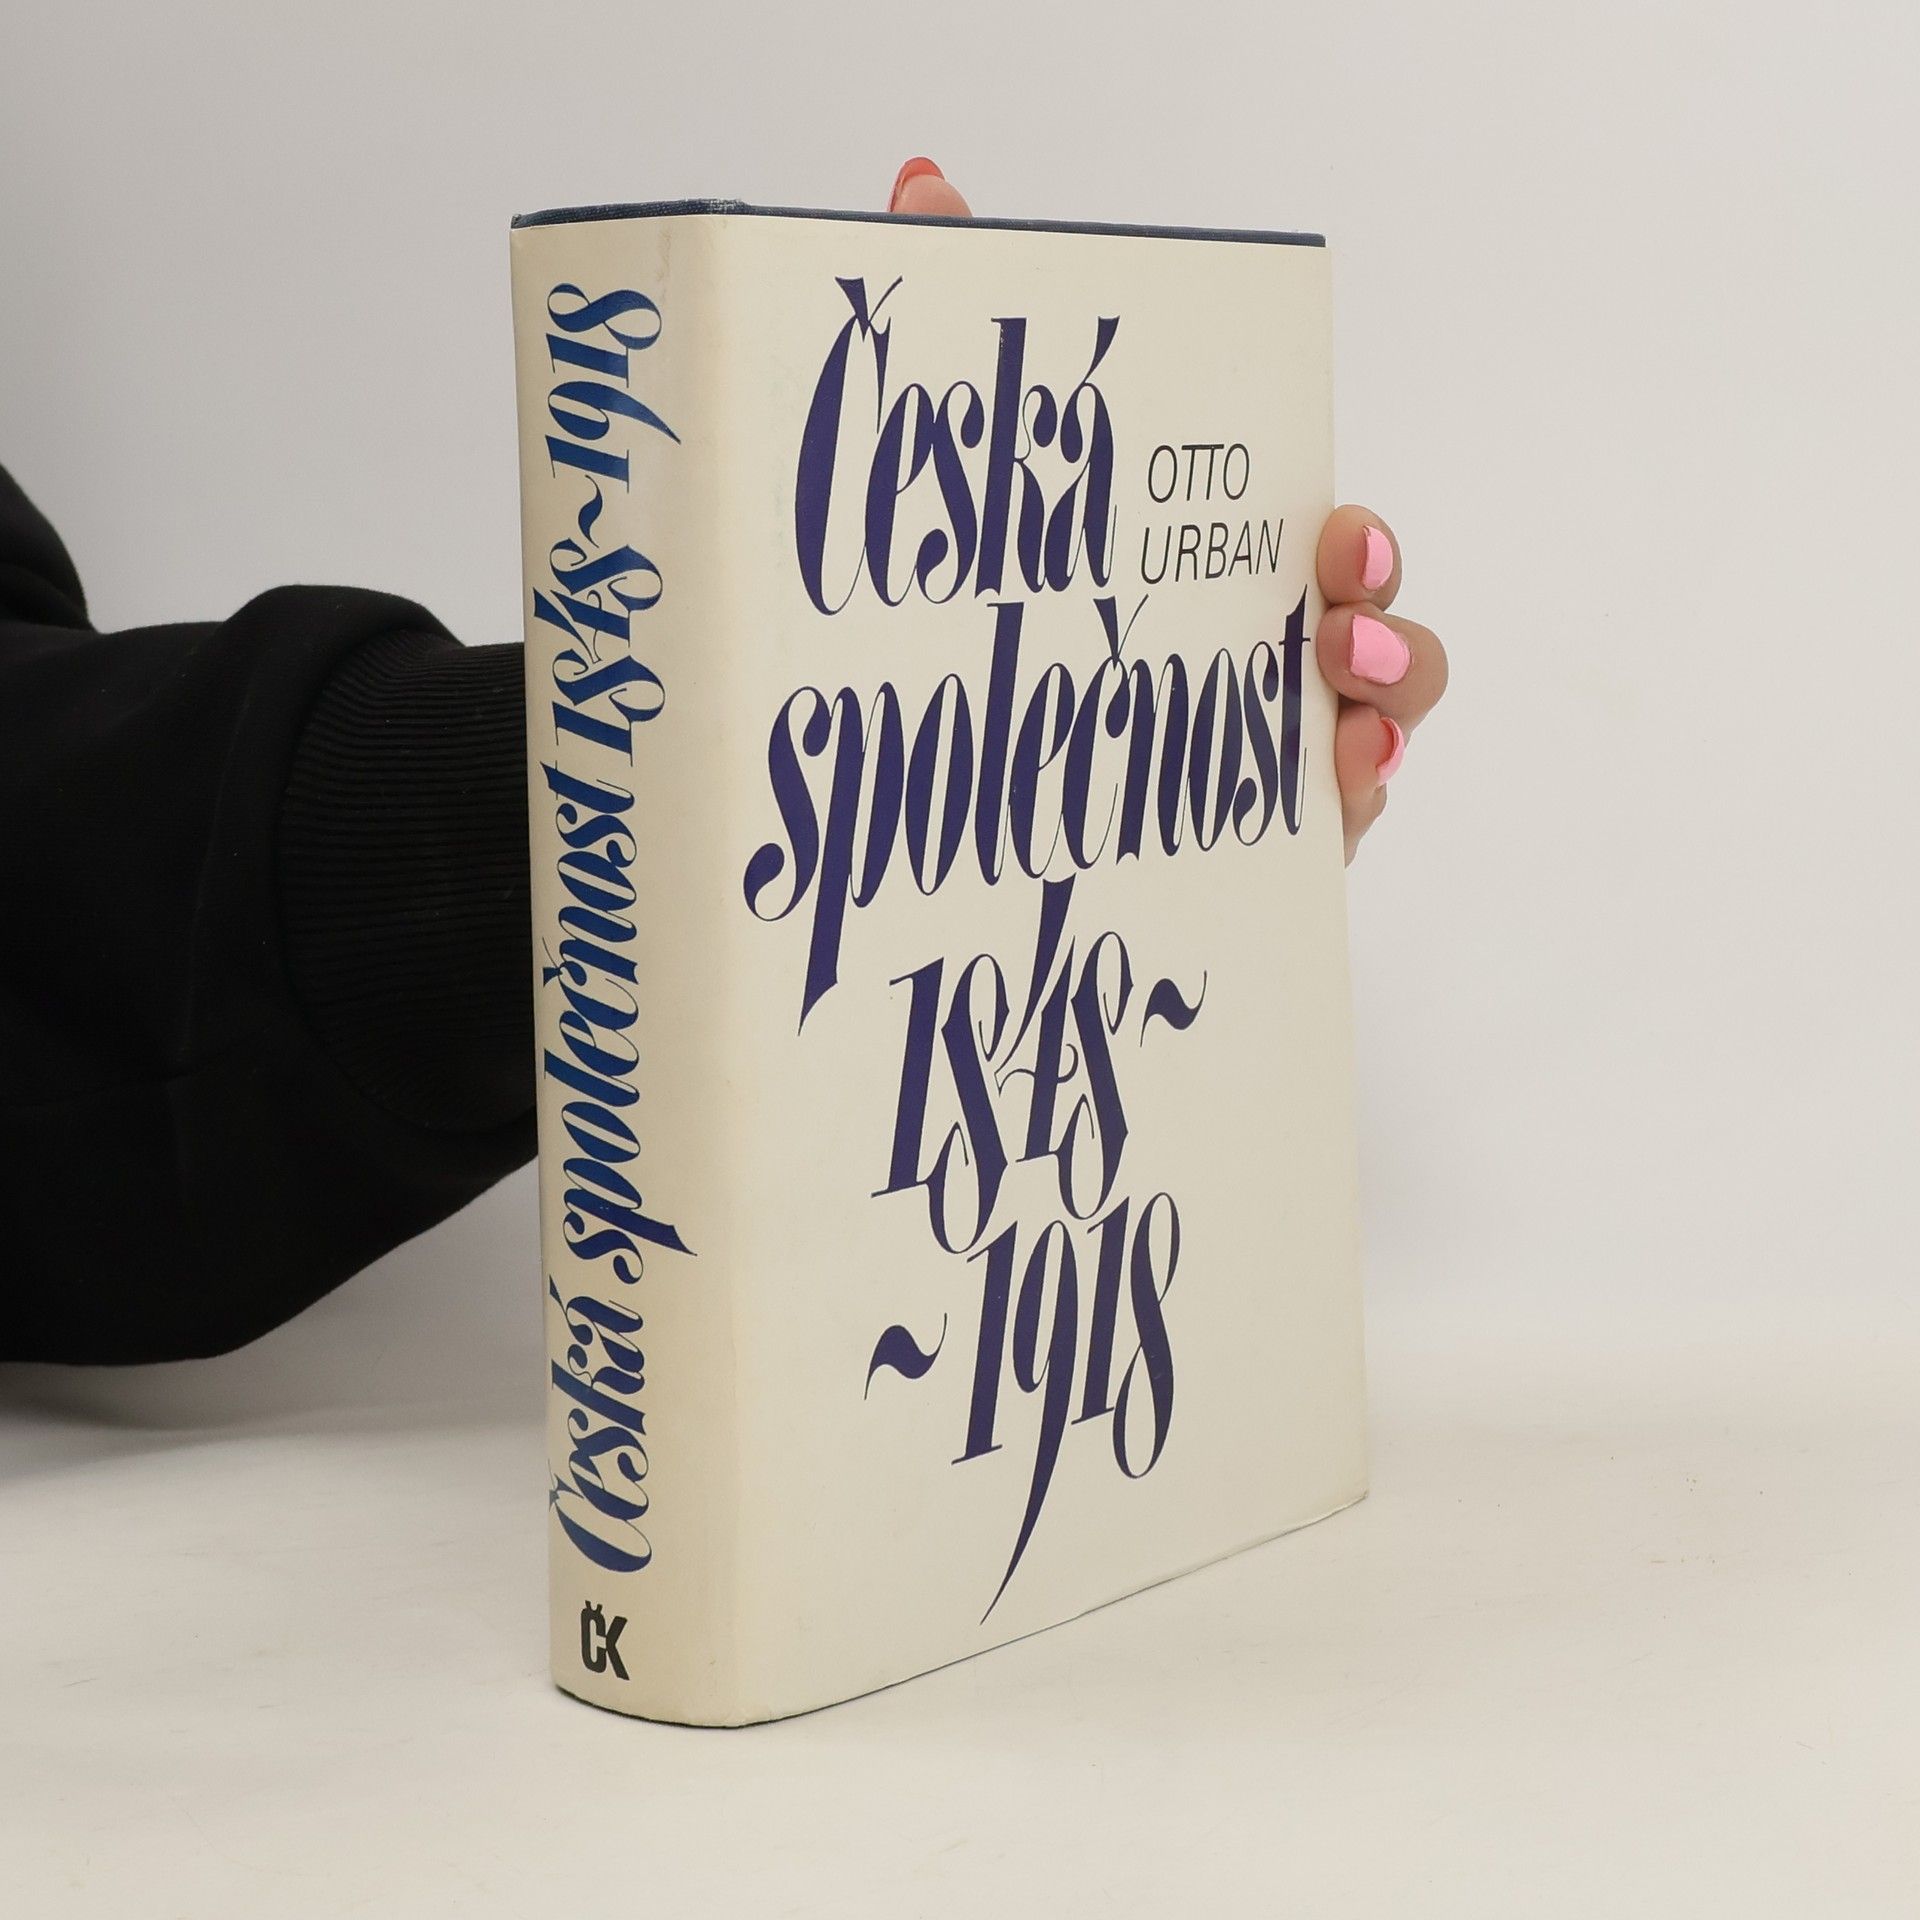 Česká společnost 1848~1918
ČK
Česká
OTTO
URBAN
společnost
1848~
~1918